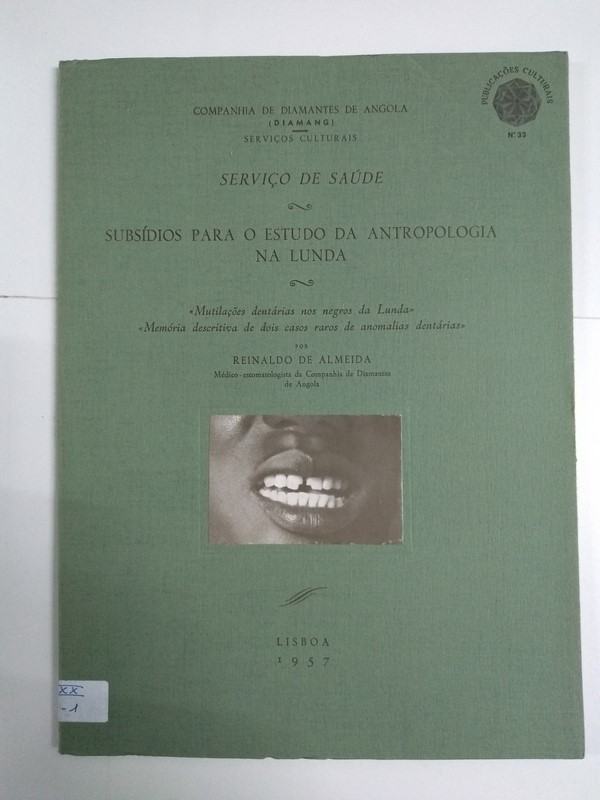 PUBLICAÇÕES CULTURAIS
Nº 33
COMPANHIA DE DIAMANTES DE ANGOLA
(DIAMANG)
SERVIÇOS CULTURAIS
SERVIÇO DE SAÚDE
SUBSÍDIOS PARA O ESTUDO DA ANTROPOLOGIA
NA LUNDA
«Mutilações dentárias nos negros da Lunda»
«Memória descritiva de dois casos raros de anomalias dentárias»
POR
REINALDO DE ALMEIDA
Médico-estomatologista da Companhia de Diamantes
de Angola
LISBOA
1957
XX
-1